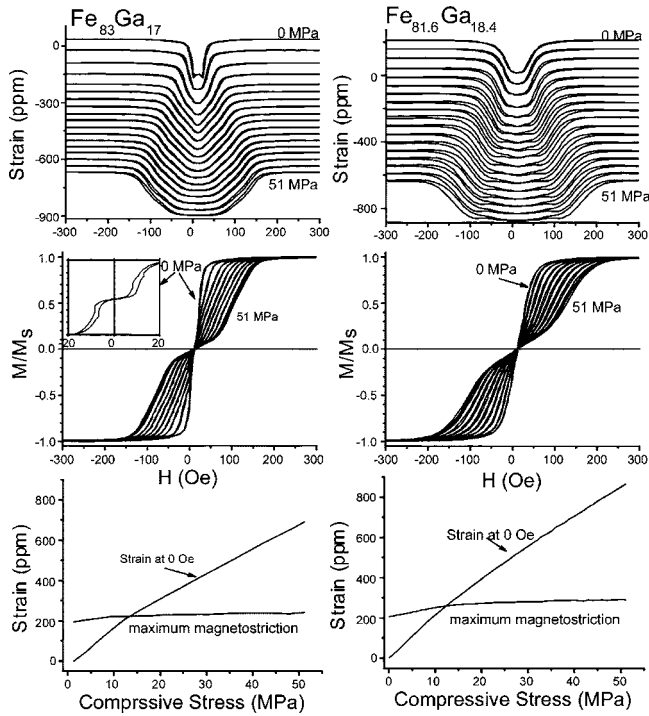 Fe83Ga17
0 MPa
51 MPa
Strain (ppm)
0
-300
-600
-900
-300 -200 -100 0 100 200 300
Fe81.6Ga18.4
0 MPa
51 MPa
Strain (ppm)
0
-200
-400
-600
-800
-300 -200 -100 0 100 200 300
0 MPa
51 MPa
-20 0 20
M/Ms
1.0
0.5
0.0
-0.5
-1.0
-300 -200 -100 0 100 200 300
H (Oe)
0 MPa
51 MPa
M/Ms
1.0
0.5
0.0
-0.5
-1.0
-300 -200 -100 0 100 200 300
H (Oe)
Strain at 0 Oe
maximum magnetostriction
Strain (ppm)
800
600
400
200
0
0 10 20 30 40 50
Comprssive Stress (MPa)
Strain at 0 Oe
maximum magnetostriction
Strain (ppm)
800
600
400
200
0
0 10 20 30 40 50
Compressive Stress (MPa)